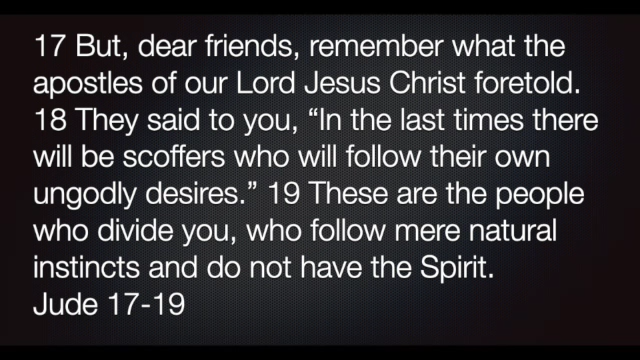 17 But, dear friends, remember what the
apostles of our Lord Jesus Christ foretold.
18 They said to you, “In the last times there
will be scoffers who will follow their own
ungodly desires.” 19 These are the people
who divide you, who follow mere natural
instincts and do not have the Spirit.
Jude 17-19